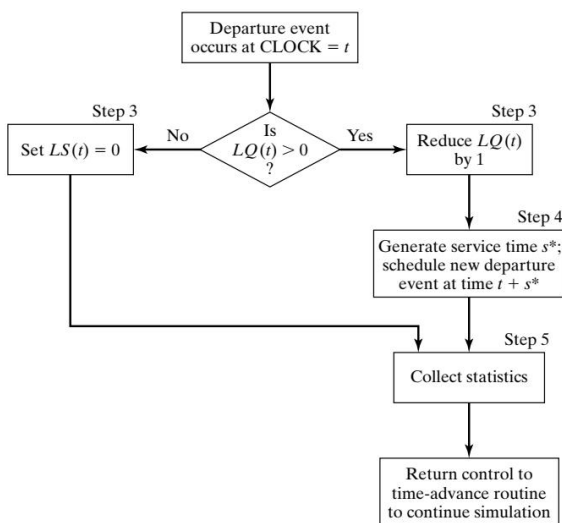 Departure event
occurs at CLOCK = t
Step 3
No
Set LS(t) = 0
Is
LQ(t) > 0
?
Yes
Step 3
Reduce LQ(t)
by 1
Step 4
Generate service time s*;
schedule new departure
event at time t + s*
Step 5
Collect statistics
Return control to
time-advance routine
to continue simulation